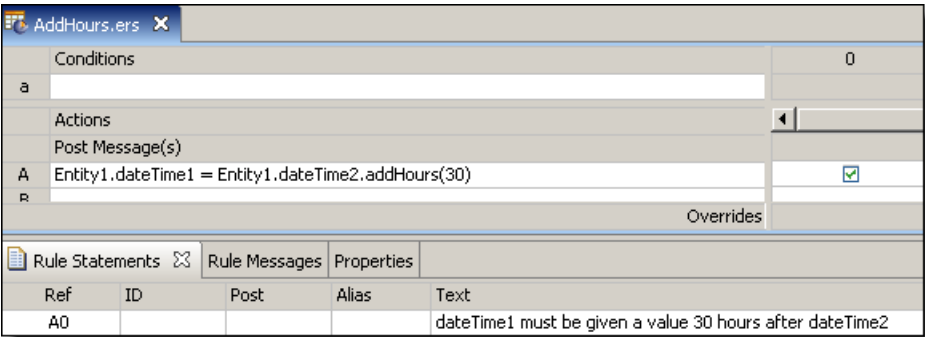 AddHours.ers
Conditions 0
a
Actions
Post Message(s)
A Entity1.dateTime1 = Entity1.dateTime2.addHours(30)
B
Overrides
Rule Statements Rule Messages Properties
Ref ID Post Alias Text
A0 dateTime1 must be given a value 30 hours after dateTime2